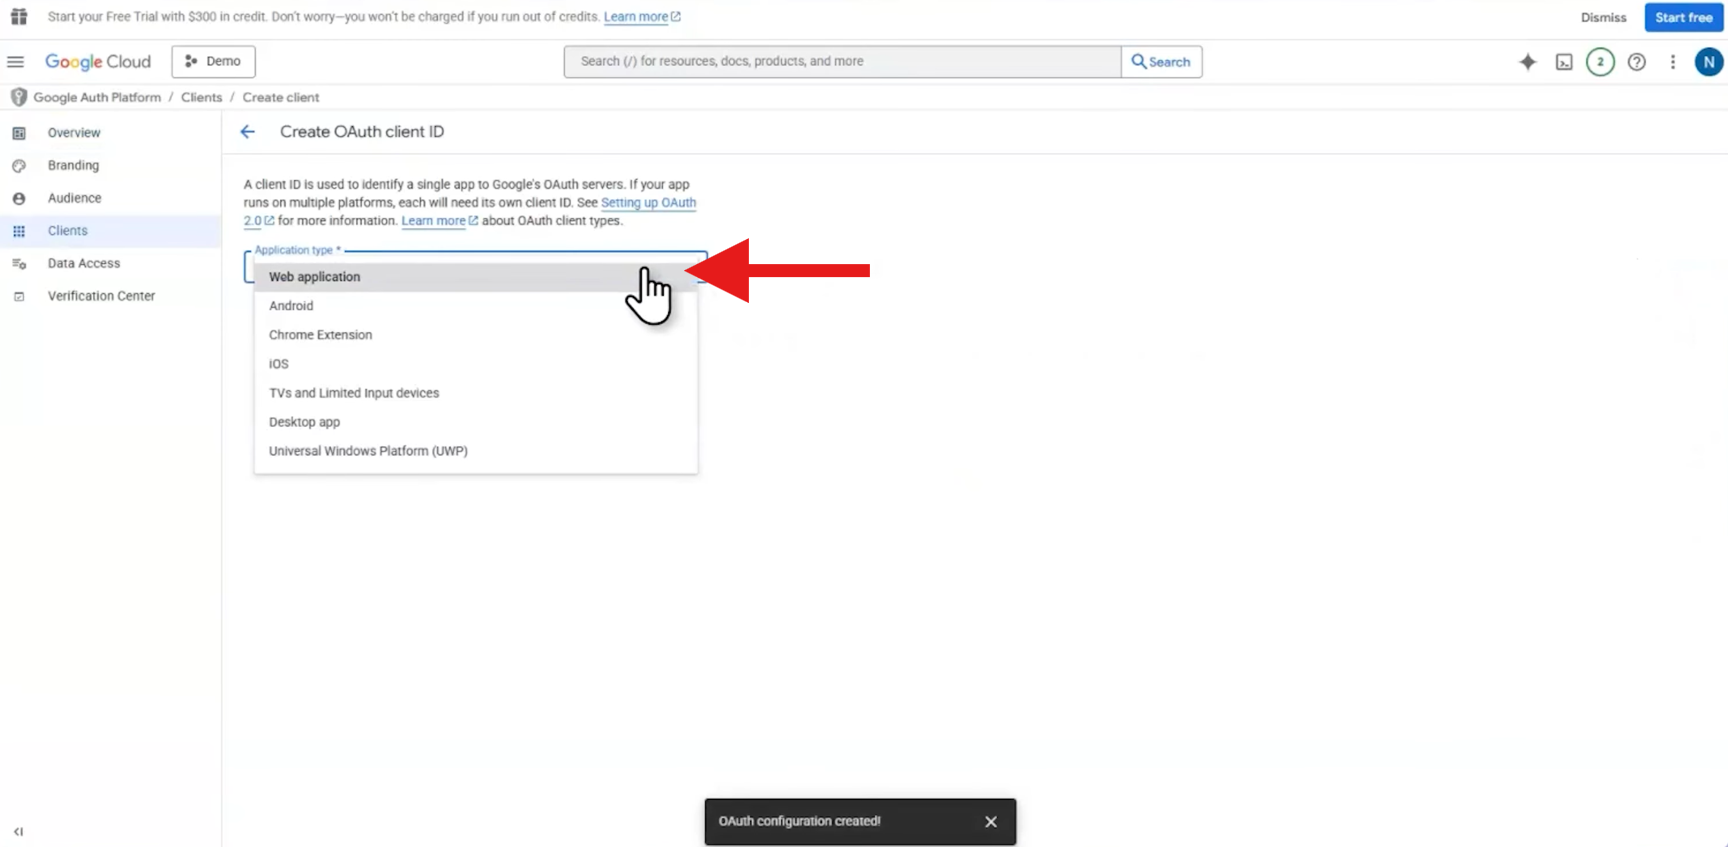 Start your Free Trial with $300 in credit. Don't worry—you won't be charged if you run out of credits. Learn more
Dismiss
Start free
Google Cloud
Demo
Search (/) for resources, docs, products, and more
Search
2
N
Google Auth Platform / Clients / Create client
Overview
Branding
Audience
Clients
Data Access
Verification Center
Create OAuth client ID
A client ID is used to identify a single app to Google's OAuth servers. If your app
runs on multiple platforms, each will need its own client ID. See Setting up OAuth
2.0 for more information. Learn more about OAuth client types.
Application type *
Web application
Android
Chrome Extension
iOS
TVs and Limited Input devices
Desktop app
Universal Windows Platform (UWP)
OAuth configuration created!